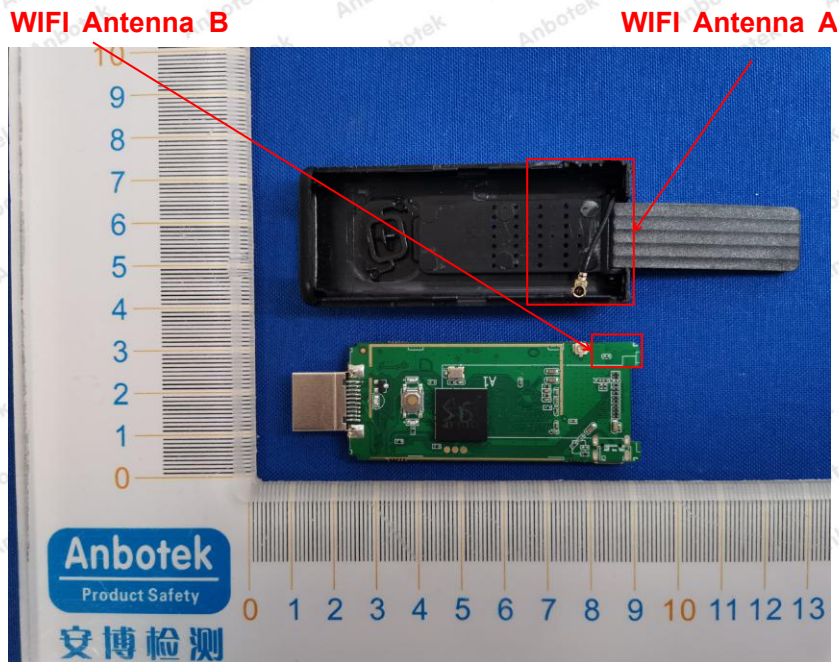 WIFI Antenna B
WIFI Antenna A
10
9
8
7
6
5
4
3
2
1
0
A1
Anbotek
Product Safety
安博检测
0 1 2 3 4 5 6 7 8 9 10 11 12 13